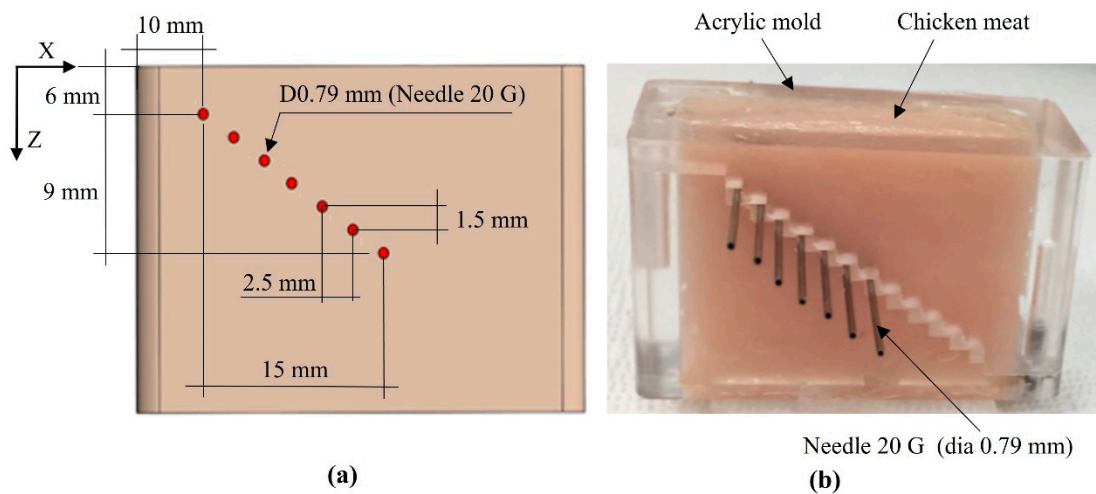 10 mm
X
6 mm
Z
9 mm
D0.79 mm (Needle 20 G)
1.5 mm
2.5 mm
15 mm
(a)
Acrylic mold
Chicken meat
Needle 20 G (dia 0.79 mm)
(b)